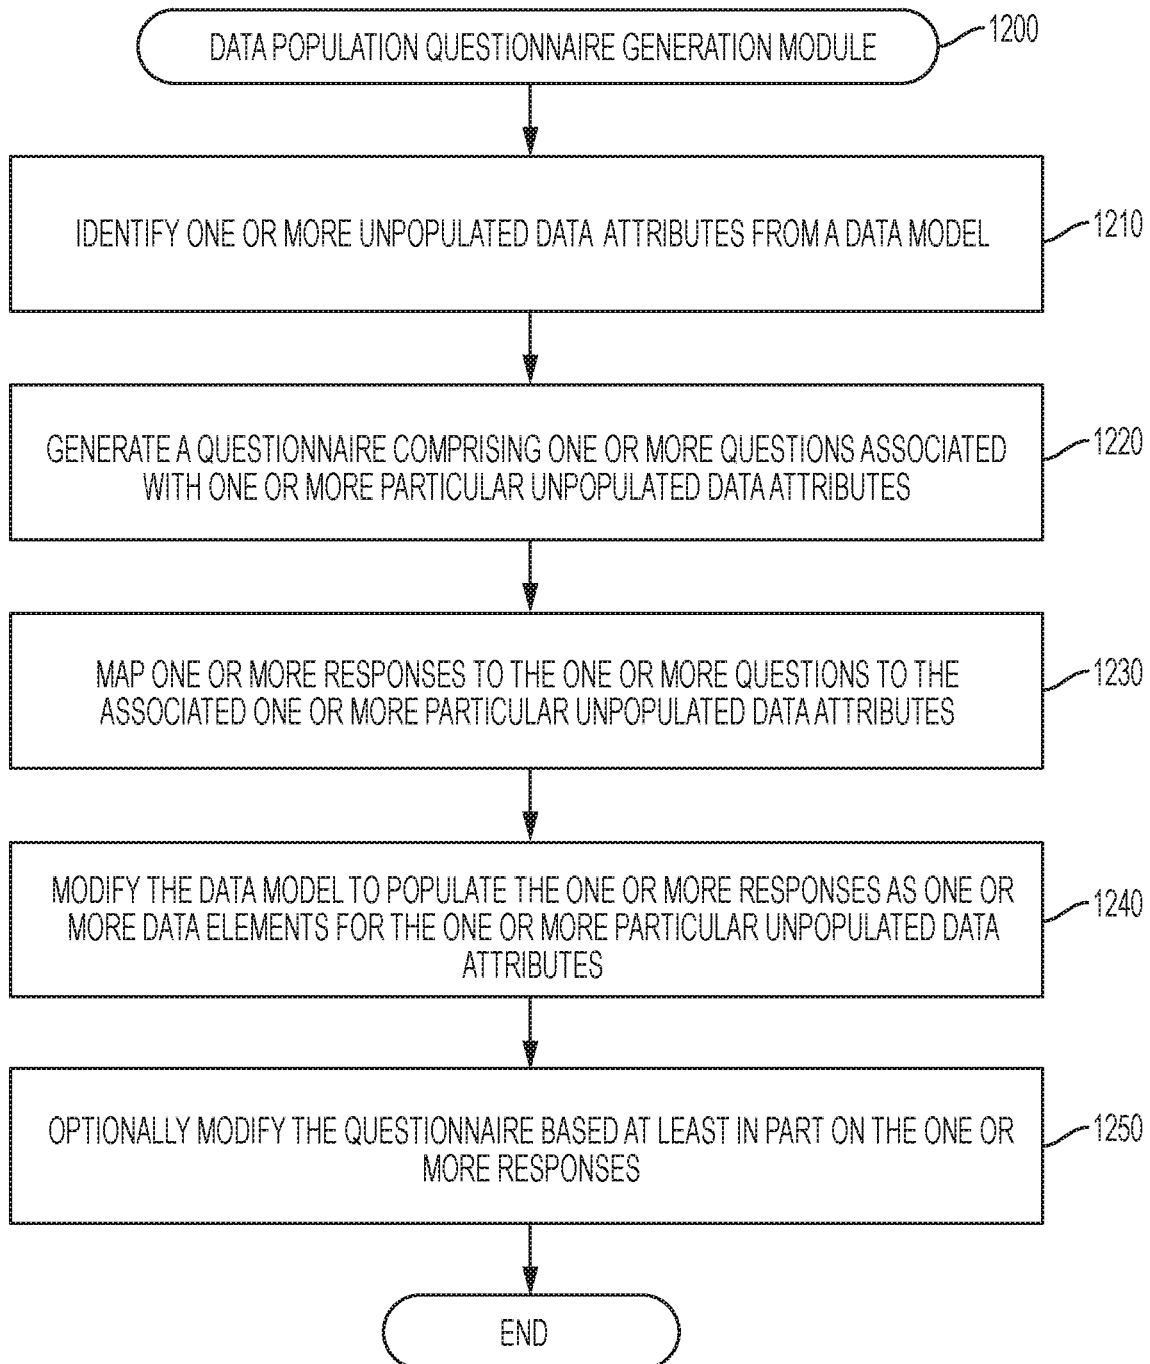 DATA POPULATION QUESTIONNAIRE GENERATION MODULE
1200
IDENTIFY ONE OR MORE UNPOPULATED DATA ATTRIBUTES FROM A DATA MODEL
1210
GENERATE A QUESTIONNAIRE COMPRISING ONE OR MORE QUESTIONS ASSOCIATED
WITH ONE OR MORE PARTICULAR UNPOPULATED DATA ATTRIBUTES
1220
MAP ONE OR MORE RESPONSES TO THE ONE OR MORE QUESTIONS TO THE
ASSOCIATED ONE OR MORE PARTICULAR UNPOPULATED DATA ATTRIBUTES
1230
MODIFY THE DATA MODEL TO POPULATE THE ONE OR MORE RESPONSES AS ONE OR
MORE DATA ELEMENTS FOR THE ONE OR MORE PARTICULAR UNPOPULATED DATA
ATTRIBUTES
1240
OPTIONALLY MODIFY THE QUESTIONNAIRE BASED AT LEAST IN PART ON THE ONE OR
MORE RESPONSES
1250
END